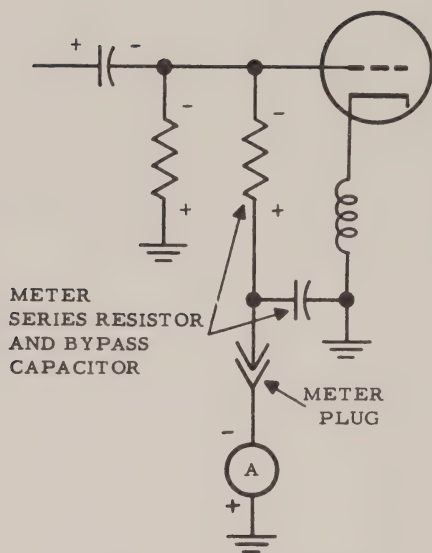 + -
- -
+ +
METER
SERIES RESISTOR
AND BYPASS
CAPACITOR
METER
PLUG
-
A
+